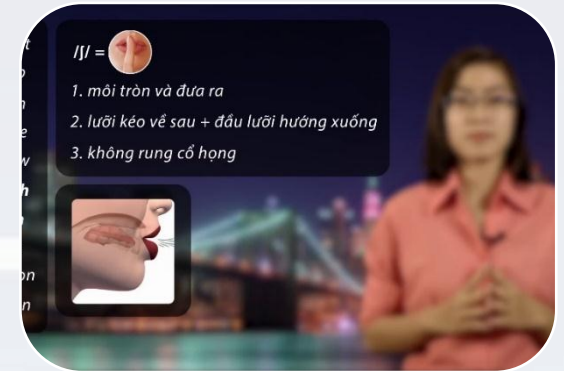 /ʃ/ =
1. môi tròn và đưa ra
2. lưỡi kéo về sau + đầu lưỡi hướng xuống
3. không rung cổ họng